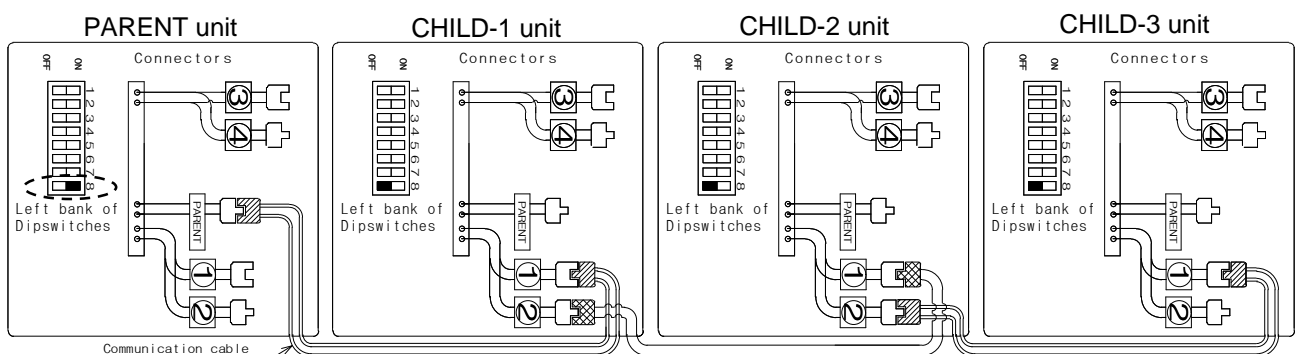 PARENT unit
OFF
ON
1
2
3
4
5
6
7
8
Connectors
3
4
PARENT
1
2
Left bank of
Dipswitches
Communication cable
CHILD-1 unit
OFF
ON
1
2
3
4
5
6
7
8
Connectors
3
4
PARENT
1
2
Left bank of
Dipswitches
CHILD-2 unit
OFF
ON
1
2
3
4
5
6
7
8
Connectors
3
4
PARENT
1
2
Left bank of
Dipswitches
CHILD-3 unit
OFF
ON
1
2
3
4
5
6
7
8
Connectors
3
4
PARENT
1
2
Left bank of
Dipswitches